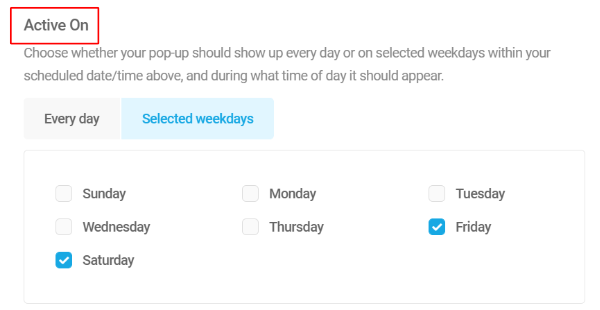 Active On
Choose whether your pop-up should show up every day or on selected weekdays within your
scheduled date/time above, and during what time of day it should appear.
Every day Selected weekdays
Sunday Monday Tuesday
Wednesday Thursday Friday
Saturday